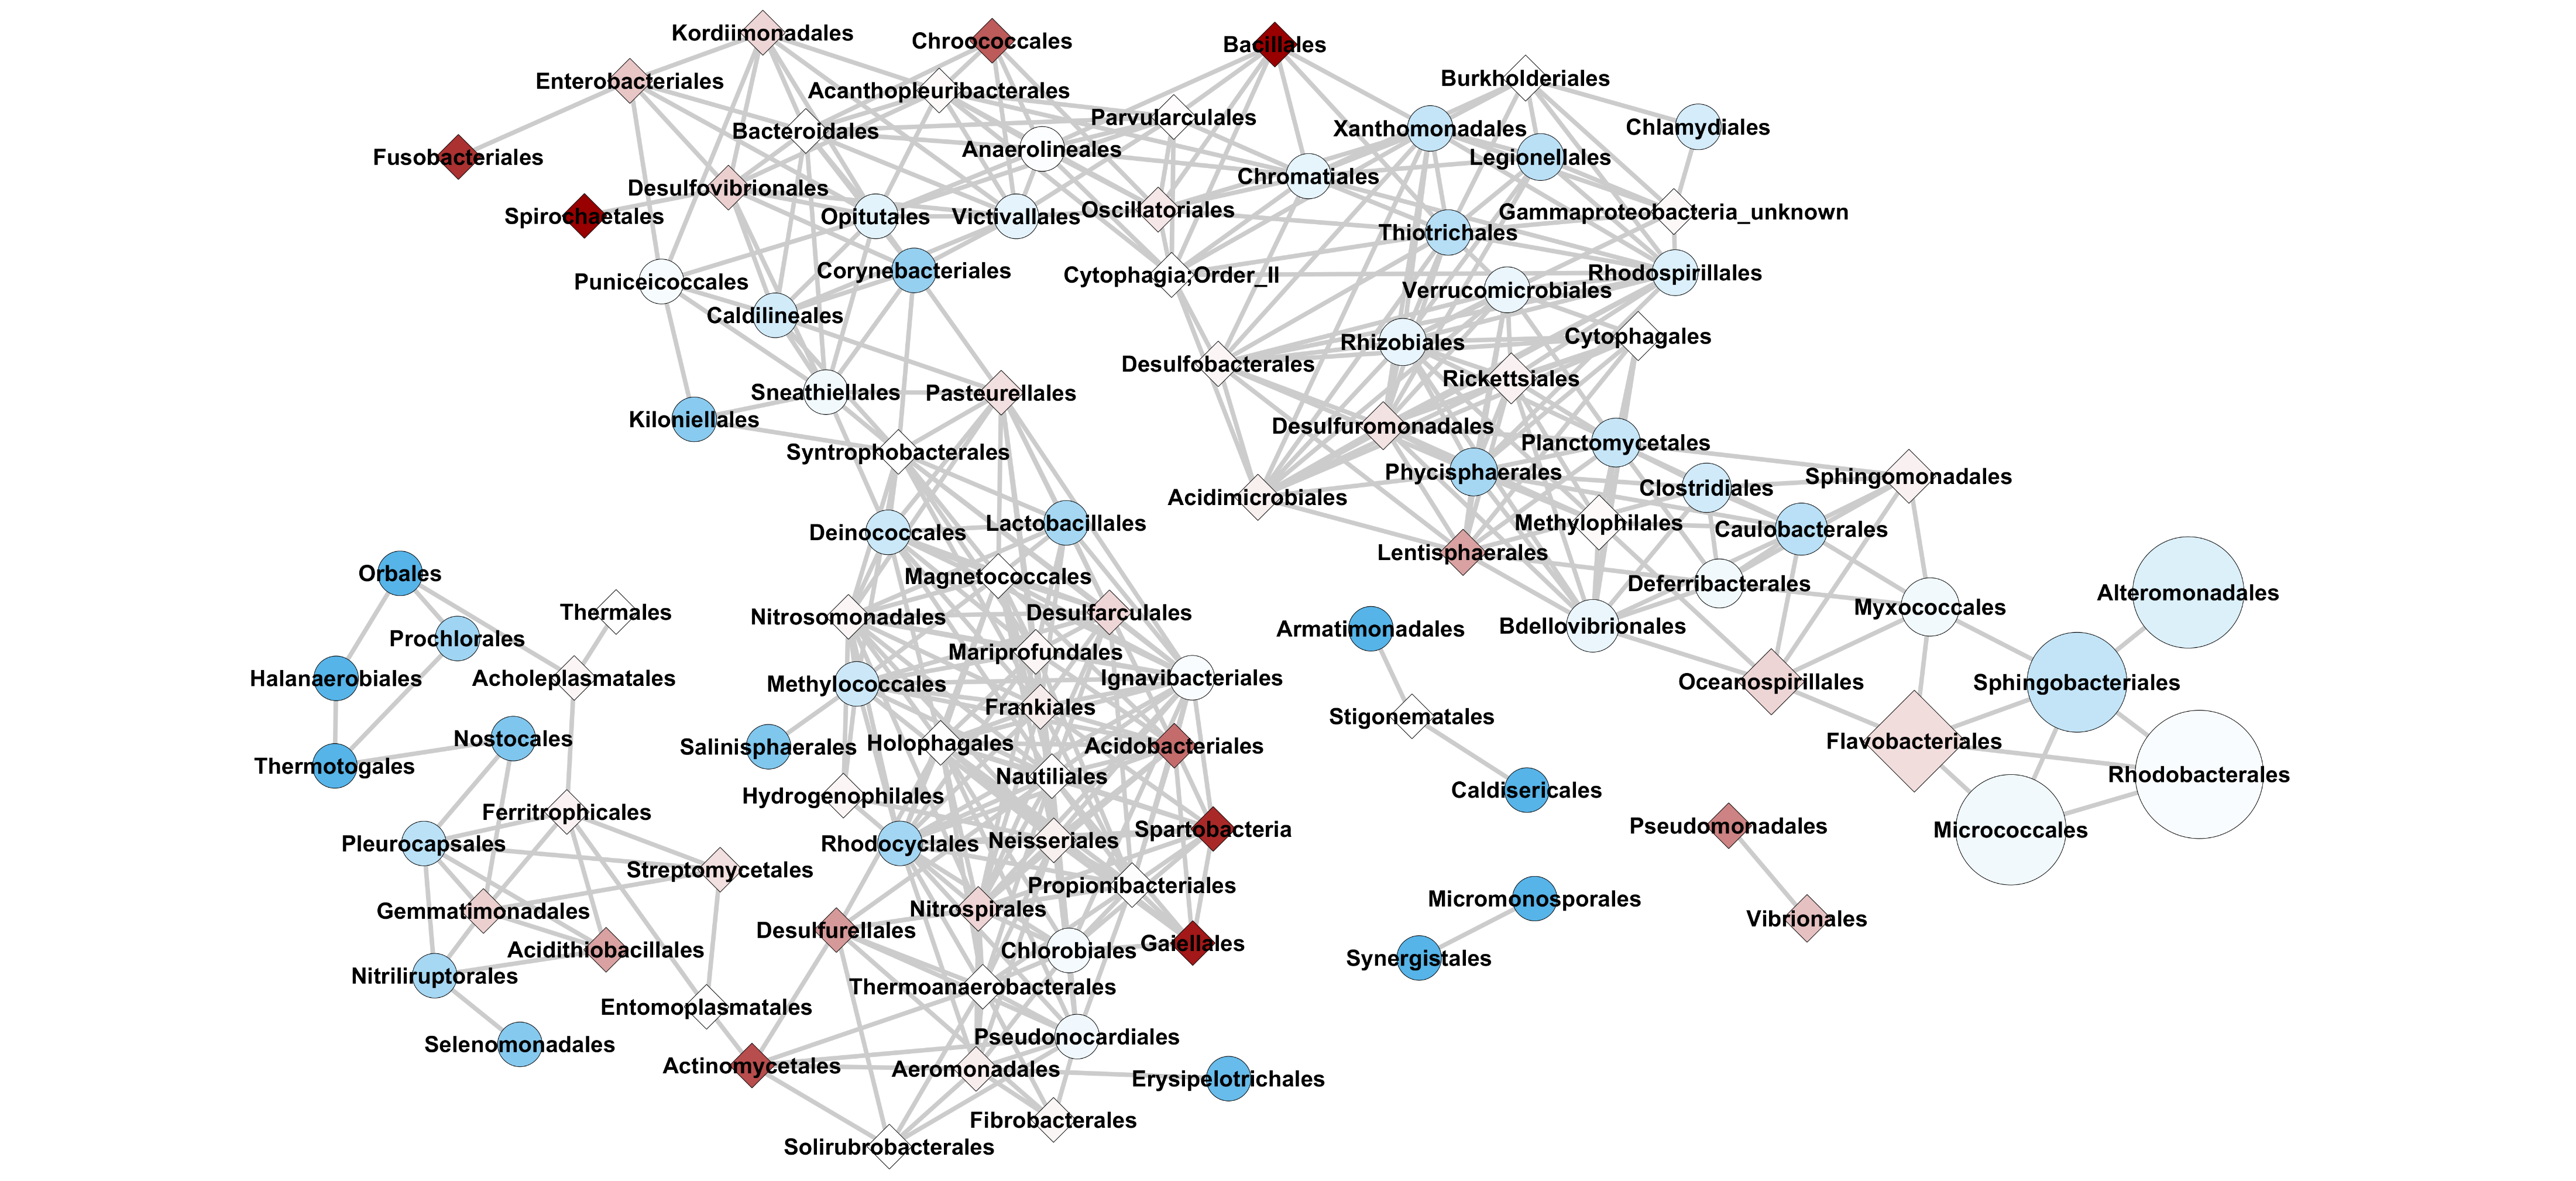 Kordiimonadales
Chroococcales
Bacillales
Burkholderiales
Enterobacteriales
Acanthopleuribacterales
Parvularculales
Xanthomonadales
Chlamydiales
Bacteroidales
Anaerolineales
Legionellales
Fusobacteriales
Chromatiales
Desulfovibrionales
Spirochaetales
Opitutales
Victivallales
Oscillatoriales
Gammaproteobacteria_unknown
Thiotrichales
Corynebacteriales
Cytophagia;Order_II
Rhodospirillales
Puniceicoccales
Verrucomicrobiales
Caldilineales
Rhizobiales
Cytophagales
Desulfobacterales
Rickettsiales
Sneathiellales
Pasteurellales
Kiloniellales
Desulfuromonadales
Planctomycetales
Syntrophobacterales
Phycisphaerales
Clostridiales
Sphingomonadales
Acidimicrobiales
Deinococcales
Lactobacillales
Methylophilales
Caulobacterales
Lentisphaerales
Orbales
Magnetococcales
Deferribacterales
Alteromonadales
Thermales
Nitrosomonadales
Desulfarculales
Myxococcales
Prochlorales
Armatimonadales
Bdellovibrionales
Mariprofundales
Halanaerobiales
Acholeplasmatales
Methylococcales
Ignavibacteriales
Oceanospirillales
Sphingobacteriales
Frankiales
Stigonematales
Nostocales
Salinisphaerales
Holophagales
Acidobacteriales
Flavobacteriales
Thermotogales
Nautiliales
Rhodobacterales
Hydrogenophilales
Caldisericales
Ferritrophicales
Pleurocapsales
Rhodocyclales
Neisseriales
Spartobacteria
Pseudomonadales
Micrococcales
Streptomycetales
Propionibacteriales
Gemmatimonadales
Nitrospirales
Micromonosporales
Vibrionales
Acidithiobacillales
Desulfurellales
Chlorobiales
Gaiellales
Synergistales
Nitriliruptorales
Thermoanaerobacterales
Entomoplasmatales
Selenomonadales
Pseudonocardiales
Actinomycetales
Aeromonadales
Erysipelotrichales
Fibrobacterales
Solirubrobacterales